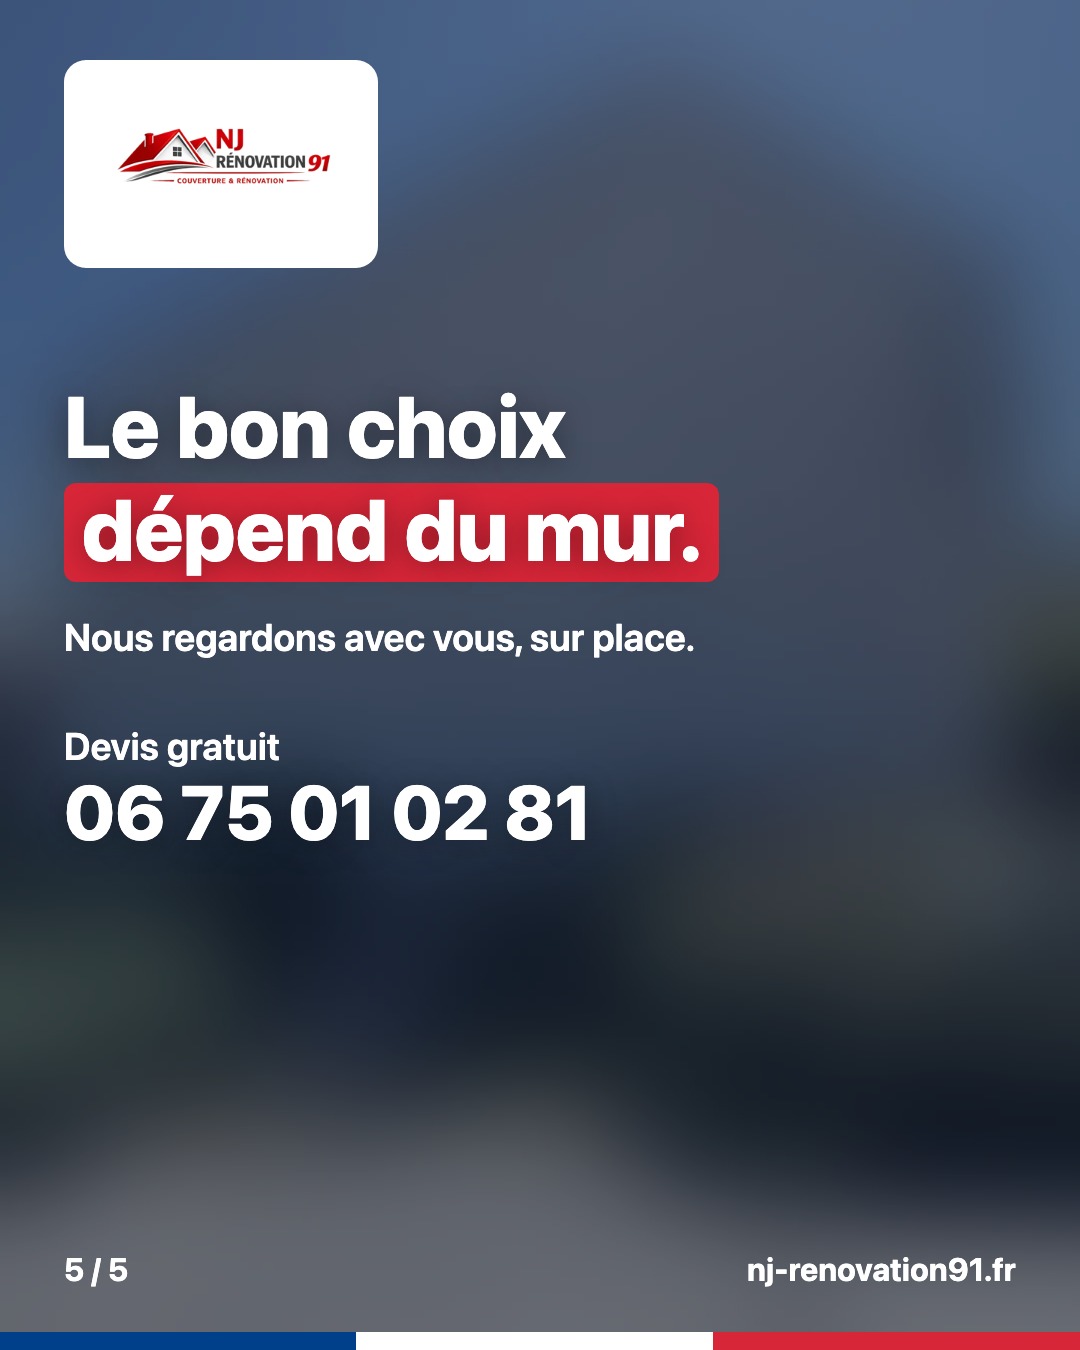 NJ
RÉNOVATION 91
COUVERTURE & RÉNOVATION
Le bon choix
dépend du mur.
Nous regardons avec vous, sur place.
Devis gratuit
06 75 01 02 81
5 / 5
nj-renovation91.fr